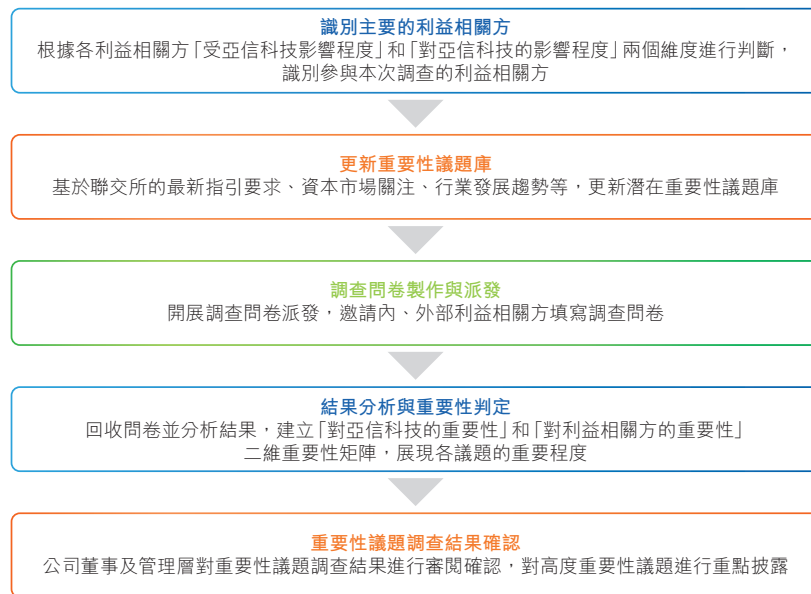 識別主要的利益相關方
根據各利益相關方「受亞信科技影響程度」和「對亞信科技的影響程度」兩個維度進行判斷，
識別參與本次調查的利益相關方
更新重要性議題庫
基於聯交所的最新指引要求、資本市場關注、行業發展趨勢等，更新潛在重要性議題庫
調查問卷製作與派發
開展調查問卷派發，邀請內、外部利益相關方填寫調查問卷
結果分析與重要性判定
回收問卷並分析結果，建立「對亞信科技的重要性」和「對利益相關方的重要性」
二維重要性矩陣，展現各議題的重要程度
重要性議題調查結果確認
公司董事及管理層對重要性議題調查結果進行審閱確認，對高度重要性議題進行重點披露